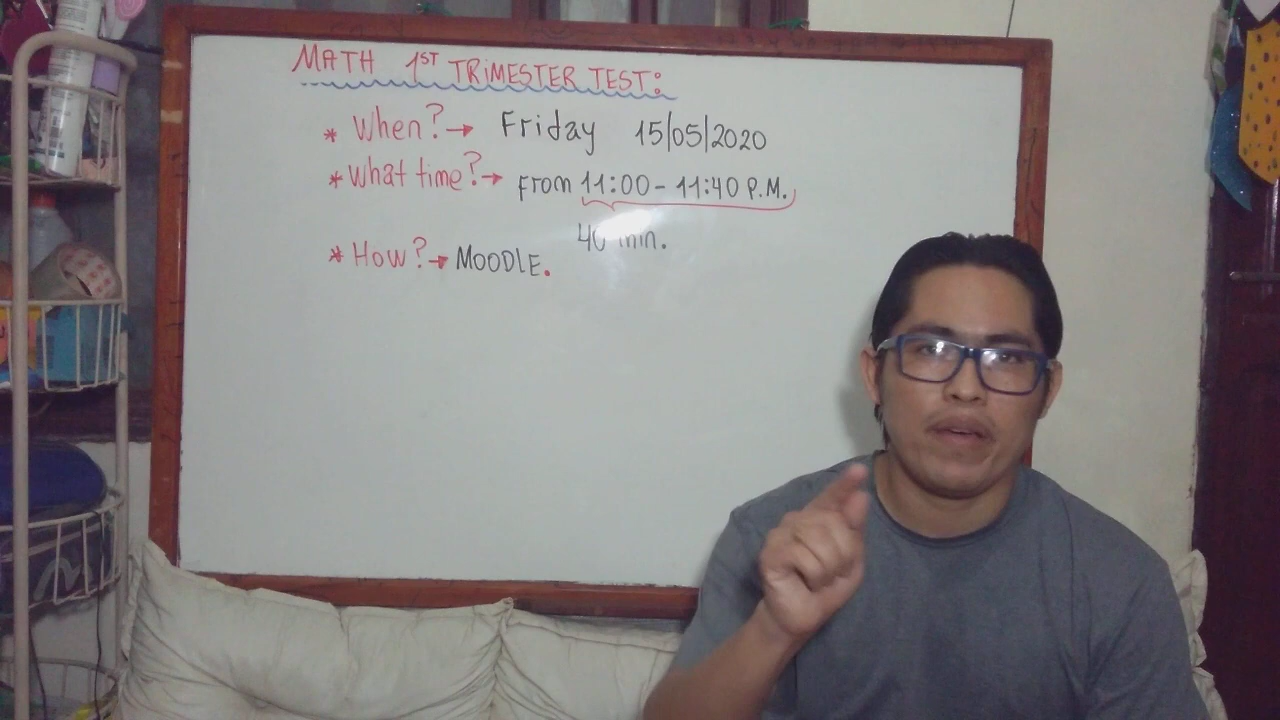 MATH 1ST TRIMESTER TEST:
* When? → Friday 15/05/2020
* What time? → From 11:00 - 11:40 P.M.
40 min.
* How? → MOODLE.